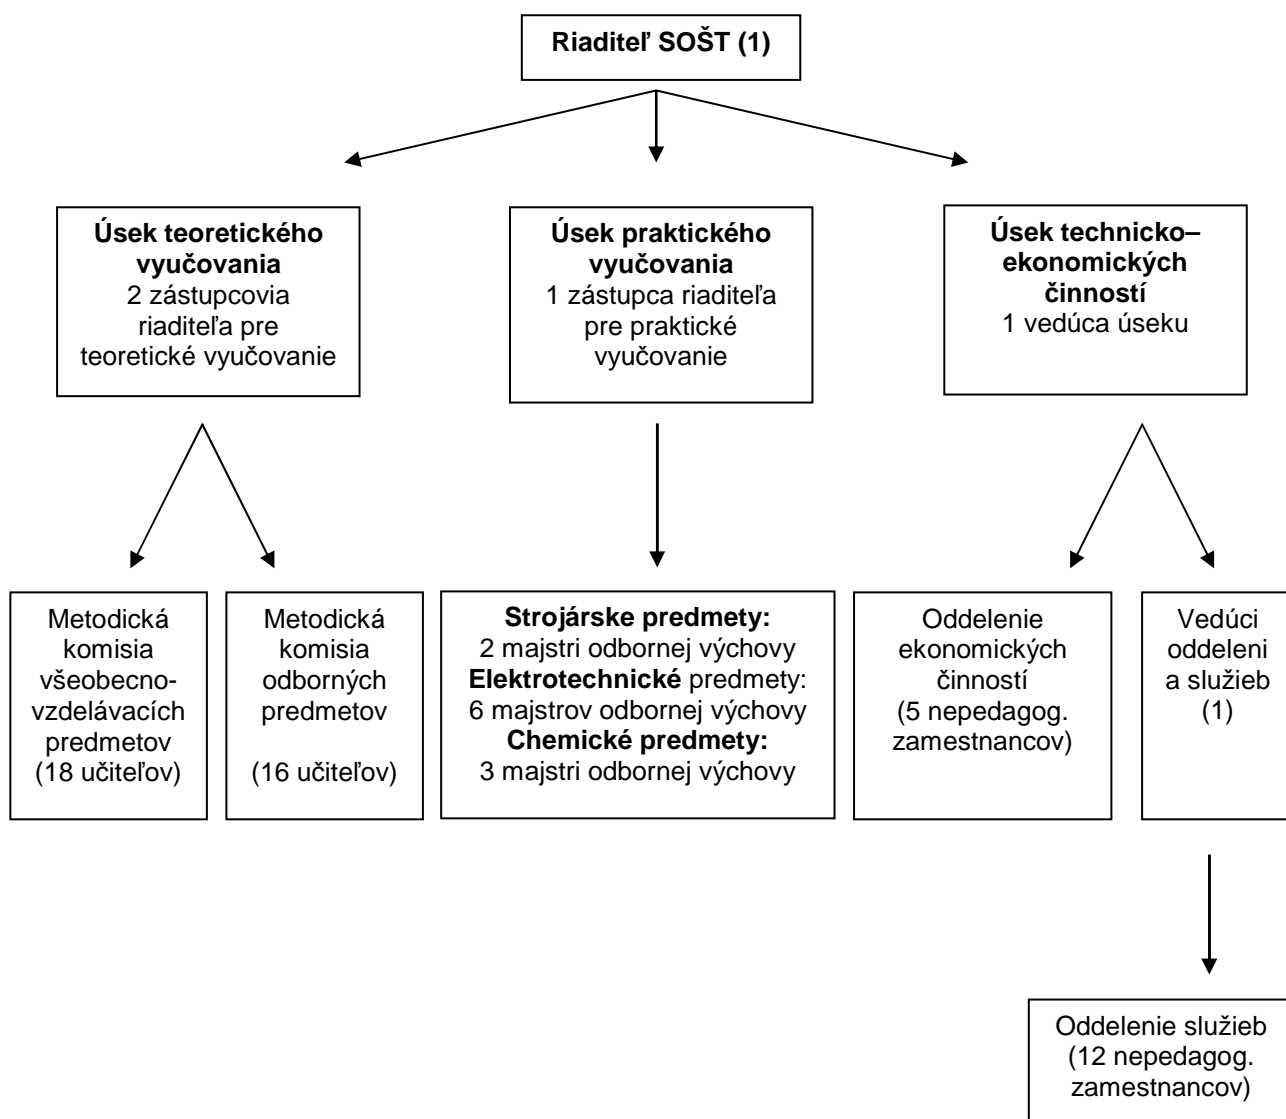 Riaditeľ SOŠT (1)
Úsek teoretického
vyučovania
2 zástupcovia
riaditeľa pre
teoretické vyučovanie
Úsek praktického
vyučovania
1 zástupca riaditeľa
pre praktické
vyučovanie
Úsek technicko–
ekonomických
činností
1 vedúca úseku
Metodická
komisia
všeobecno-
vzdelávacích
predmetov
(18 učiteľov)
Metodická
komisia
odborných
predmetov
(16 učiteľov)
Strojárske predmety:
2 majstri odbornej výchovy
Elektrotechnické predmety:
6 majstrov odbornej výchovy
Chemické predmety:
3 majstri odbornej výchovy
Oddelenie
ekonomických
činností
(5 nepedagog.
zamestnancov)
Vedúci
oddeleni
a služieb
(1)
Oddelenie služieb
(12 nepedagog.
zamestnancov)